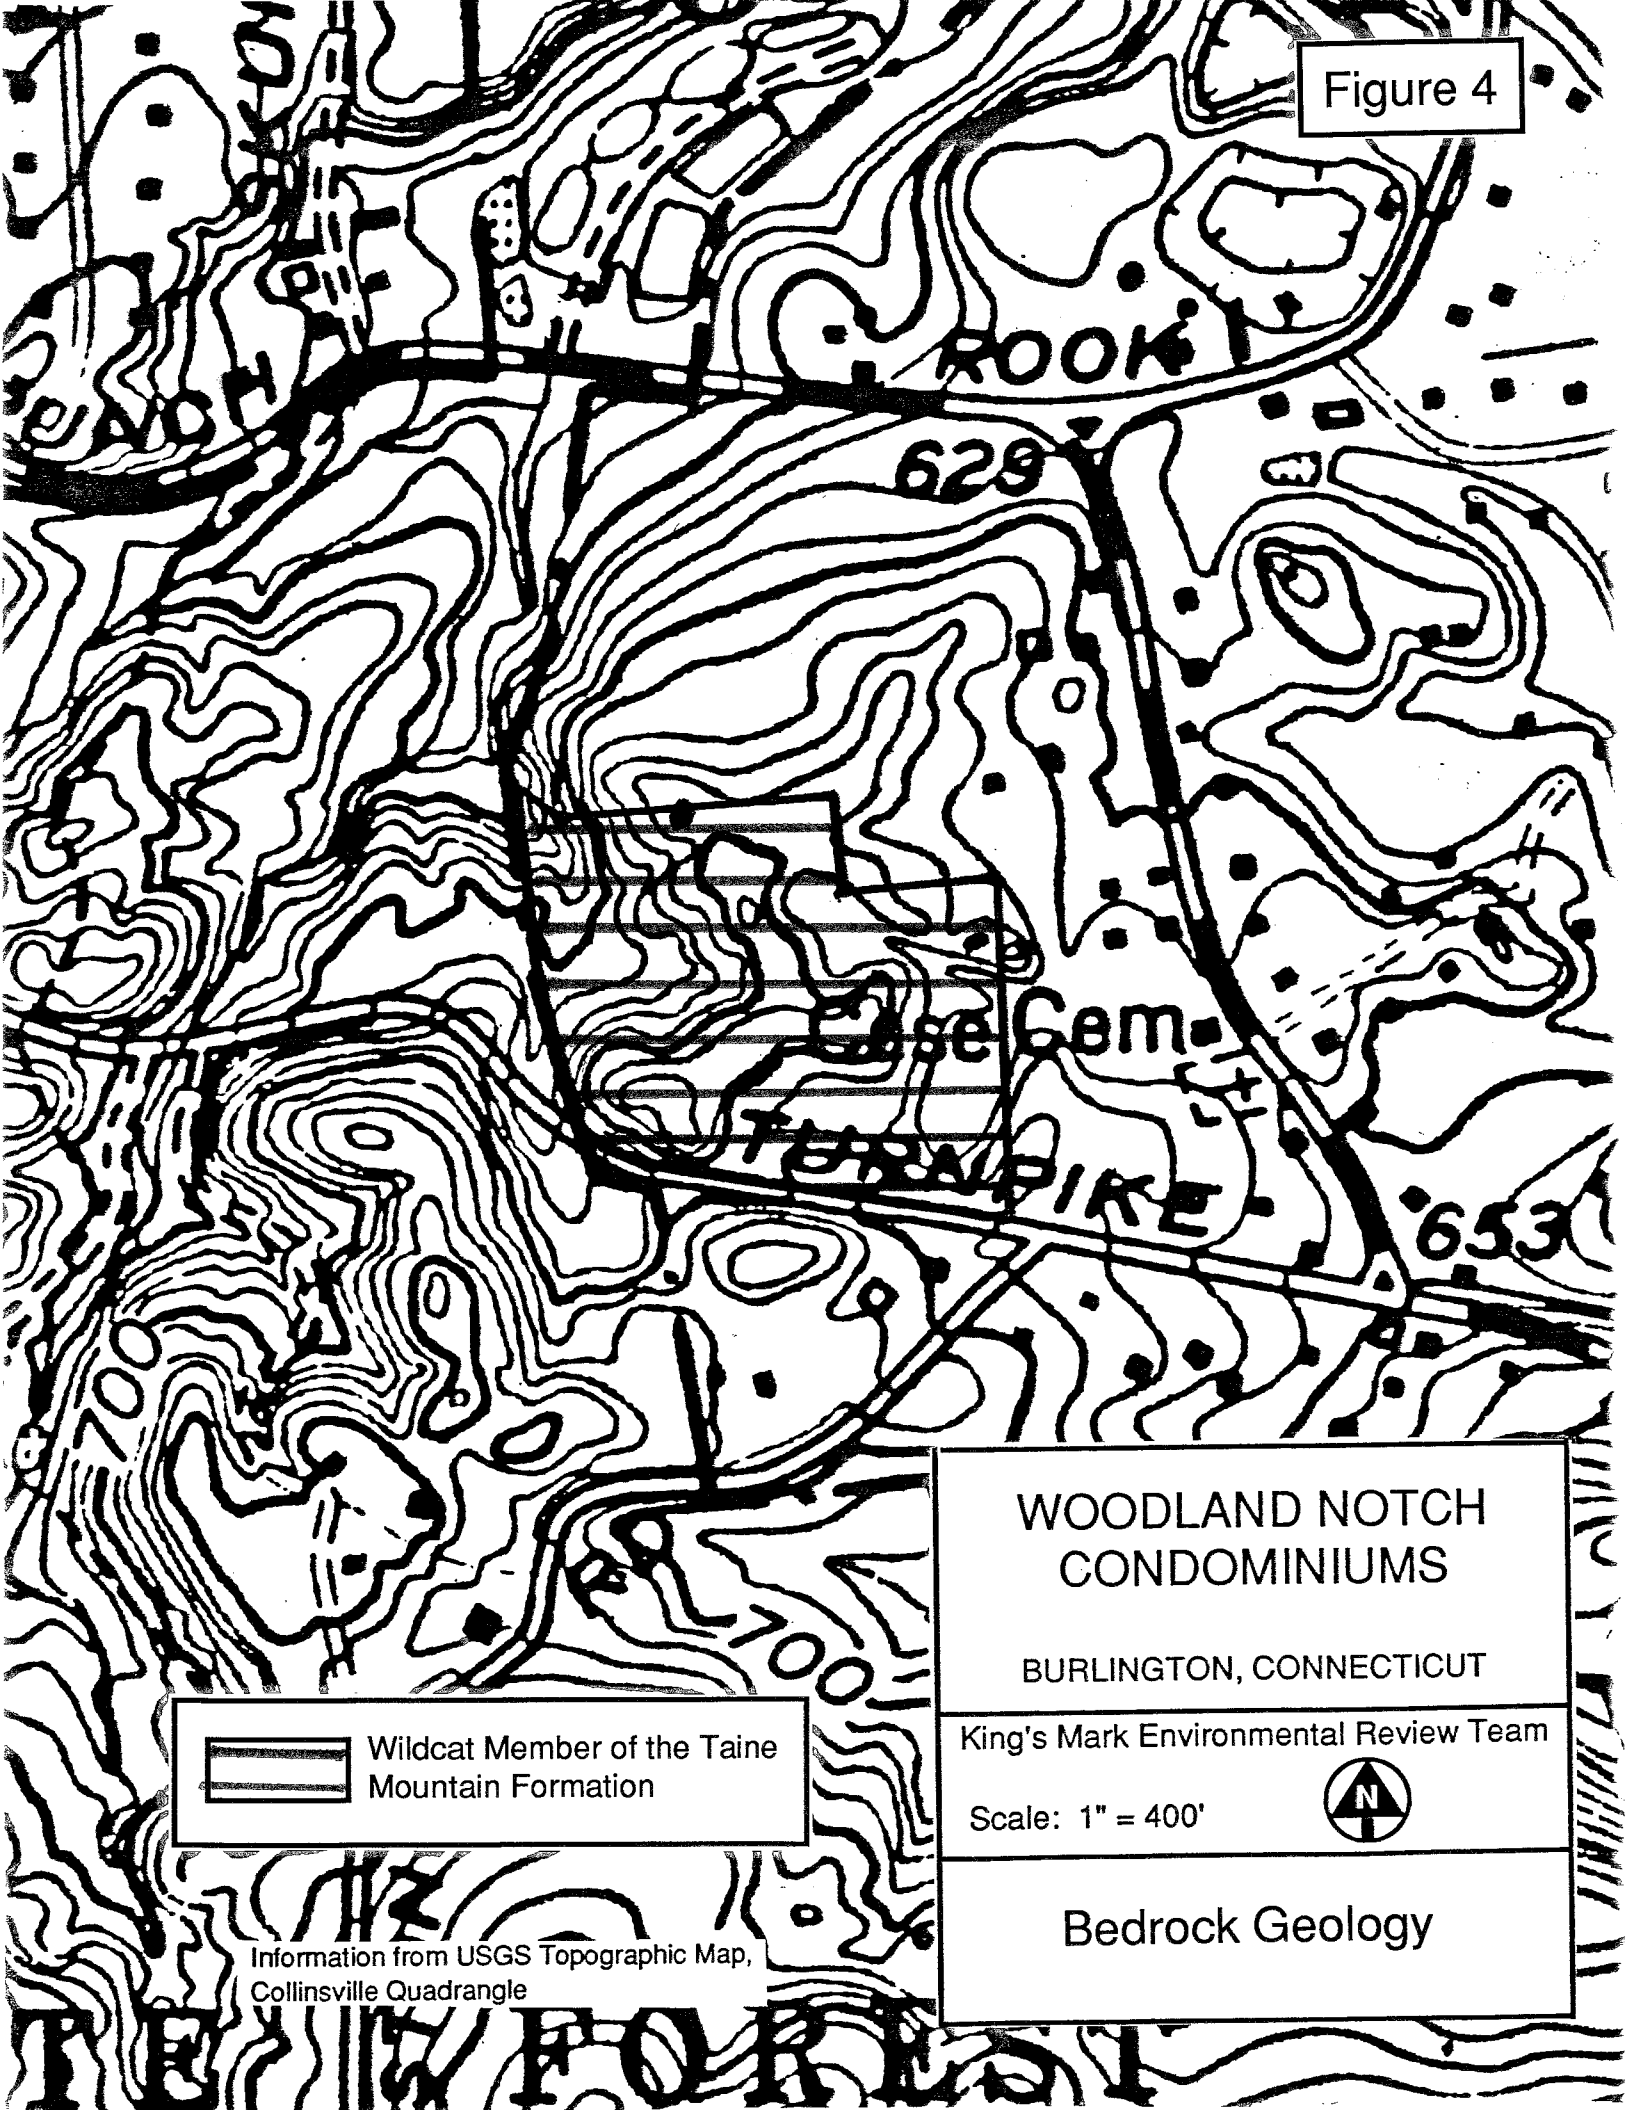 Figure 4
ROOK
629
Case Cem
TURNPIKE
653
700
WOODLAND NOTCH
CONDOMINIUMS
BURLINGTON, CONNECTICUT
King's Mark Environmental Review Team
N
Scale: 1" = 400'
Bedrock Geology
Wildcat Member of the Taine
Mountain Formation
Information from USGS Topographic Map,
Collinsville Quadrangle
FOREST